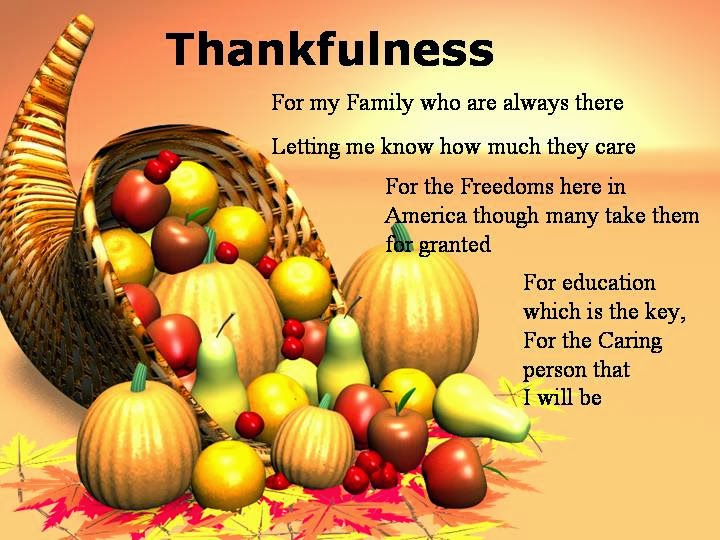 Thankfulness
For my Family who are always there
Letting me know how much they care
For the Freedoms here in
America though many take them
for granted
For education
which is the key,
For the Caring
person that
I will be